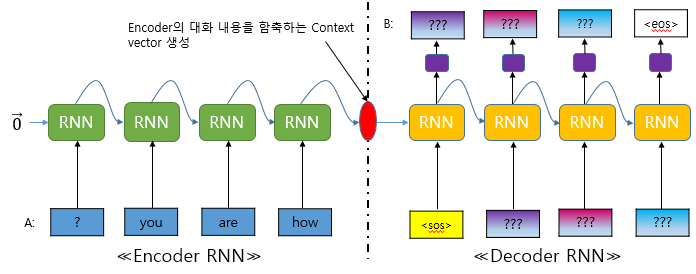 Encoder의 대화 내용을 함축하는 Context
vector 생성
B:
??? ??? ??? <eos>
0
RNN RNN RNN RNN RNN RNN RNN RNN
A:
? you are how <sos> ??? ??? ???
≪Encoder RNN≫ ≪Decoder RNN≫